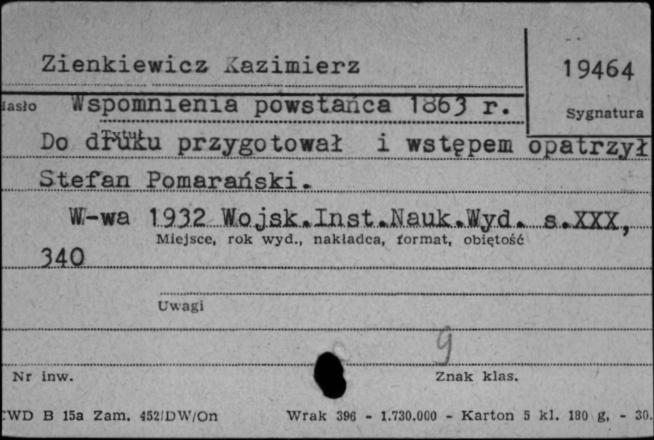 Zienkiewicz Kazimierz
19464
iasło Wspomnienia powstańca 1863 r.
Sygnatura
Tytuł
Do druku przygotował i wstępem opatrzył
Stefan Pomarański.
W-wa 1932 Wojsk.Inst.Nauk.Wyd. s.XXX,
Miejsce, rok wyd., nakładca, format, objętość
340
Uwagi
9
Nr inw.
Znak klas.
CWD B 15a Zam. 452/DW/On Wrak 396 - 1.730.000 - Karton 5 kl. 180 g, - 30.